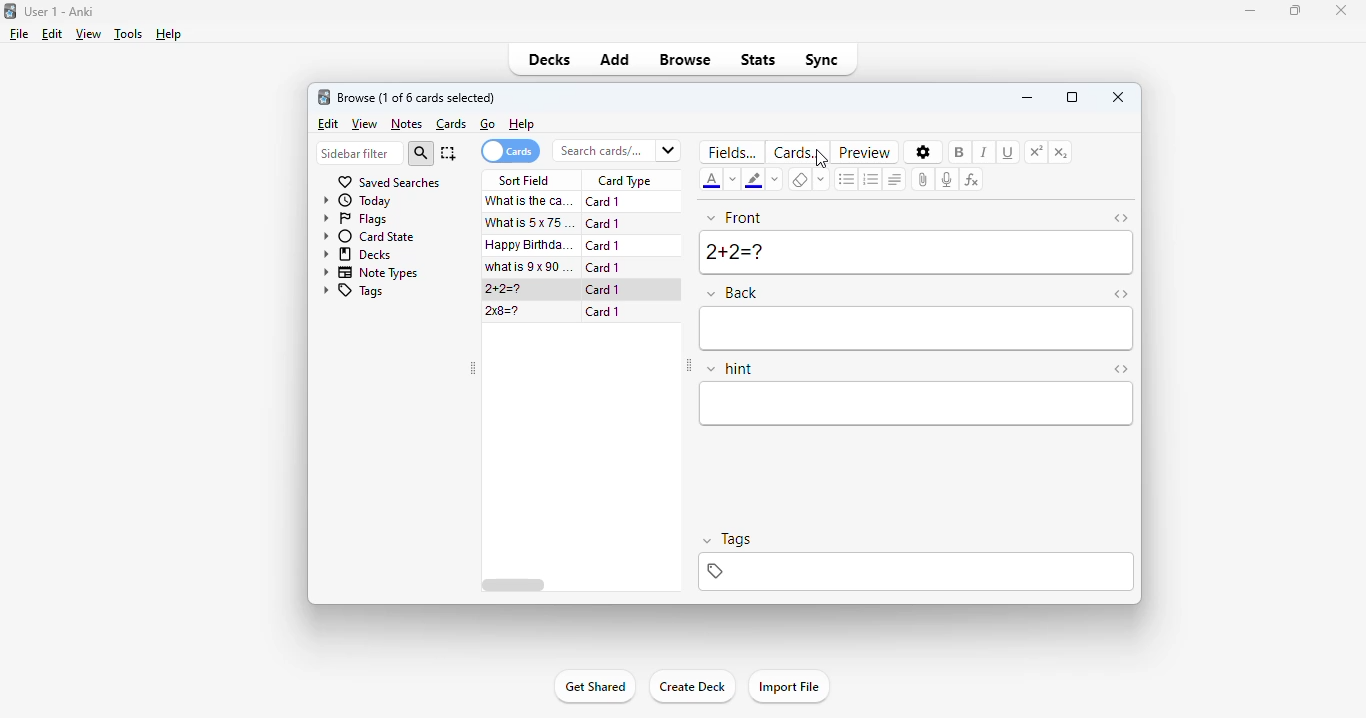 User 1 - Anki
File Edit View Tools Help
Decks Add Browse Stats Sync
Browse (1 of 6 cards selected)
Edit View Notes Cards Go Help
Sidebar filter
Saved Searches
Today
Flags
Card State
Decks
Note Types
Tags
Cards Search cards/...
Sort Field Card Type
What is the ca... Card 1
What is 5 x 75 ... Card 1
Happy Birthda... Card 1
what is 9 x 90 ... Card 1
2+2=? Card 1
2x8=? Card 1
Fields... Cards... Preview B I U x² x₂
A fx
Front <>
2+2=?
Back <>
hint <>
Tags
Get Shared Create Deck Import File